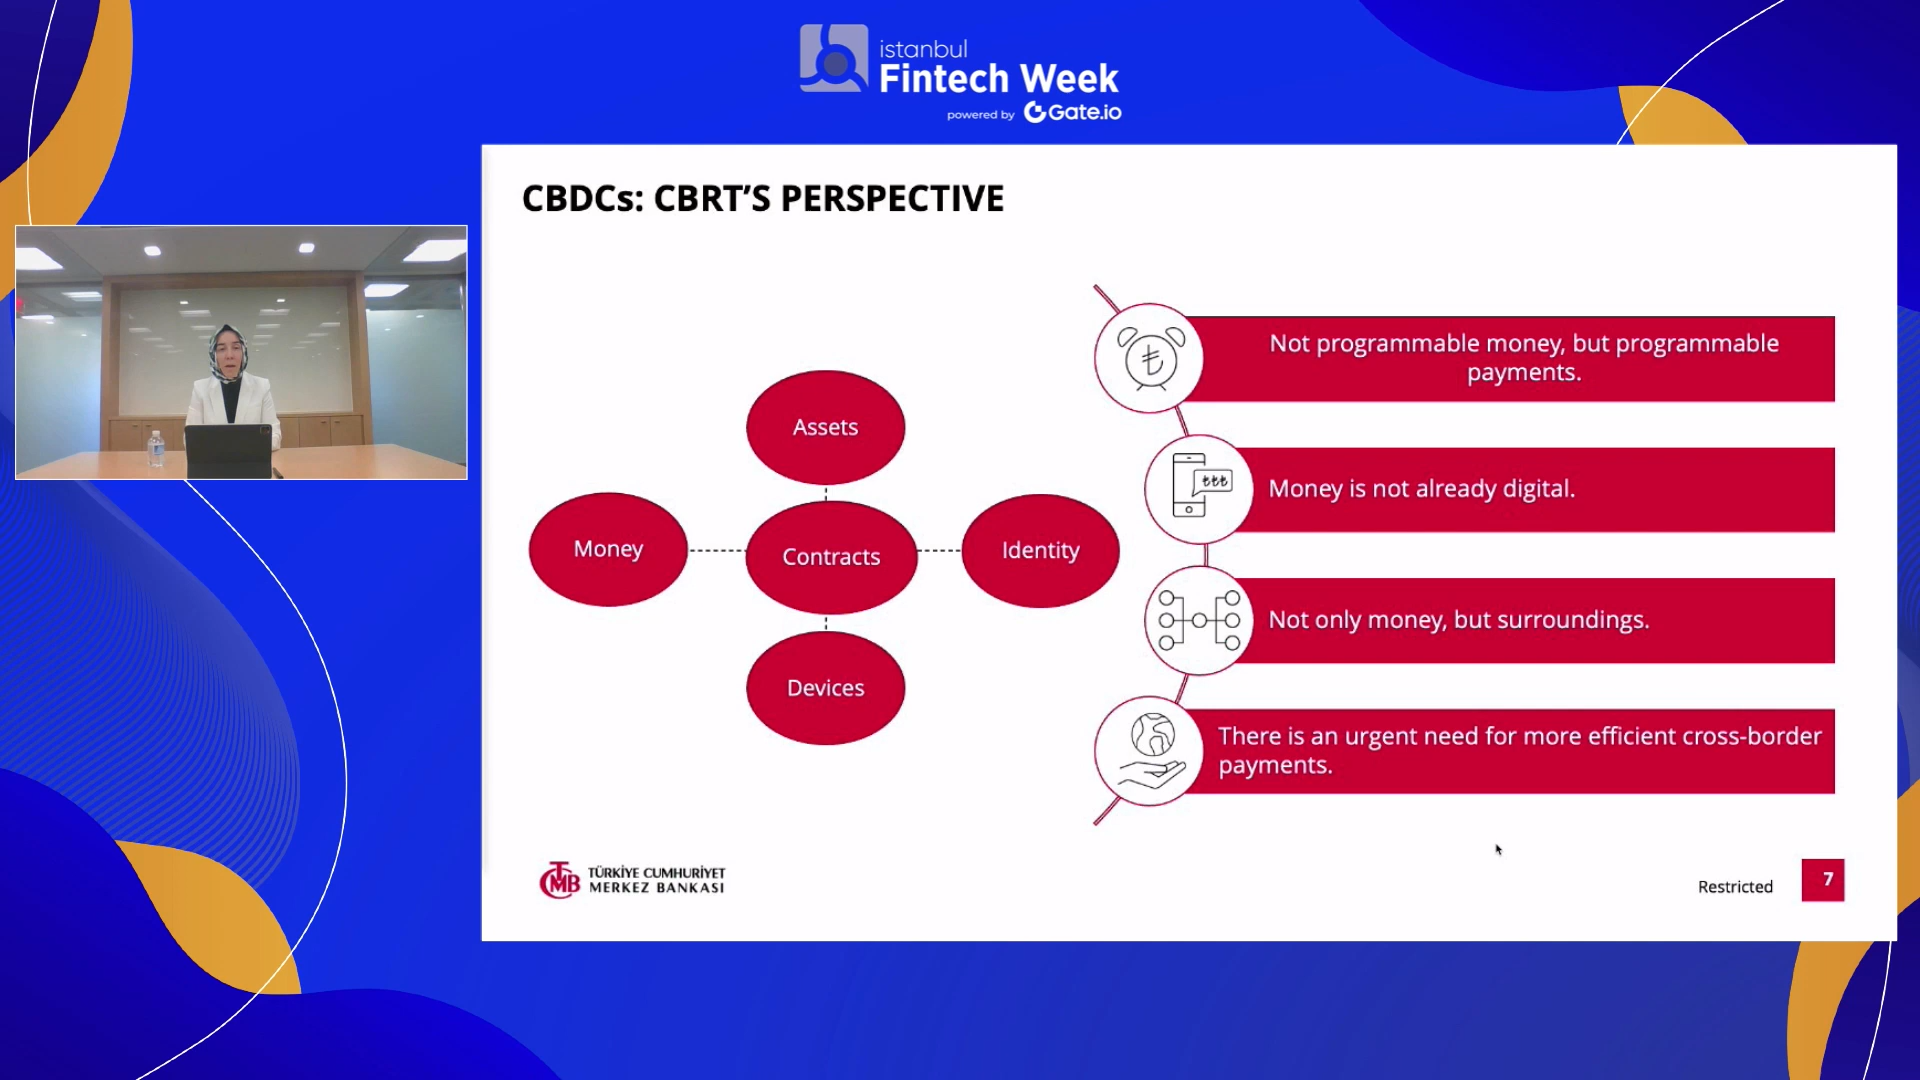 istanbul
Fintech Week
powered by Gate.io
CBDCs: CBRT'S PERSPECTIVE
Assets
Money
Contracts
Identity
Devices
₺
Not programmable money, but programmable
payments.
₺₺₺
Money is not already digital.
Not only money, but surroundings.
There is an urgent need for more efficient cross-border
payments.
TCMB
TÜRKİYE CUMHURİYET
MERKEZ BANKASI
Restricted
7